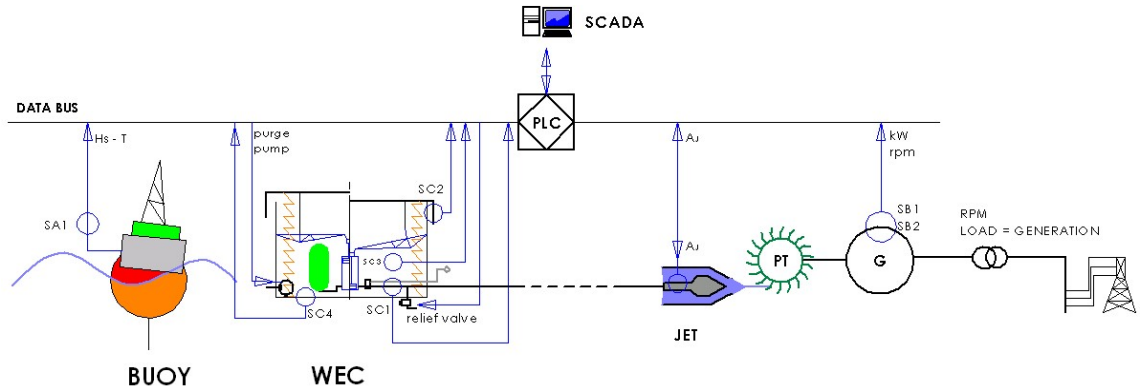 SCADA
DATA BUS
PLC
Hs - T
purge
pump
AJ
kW
rpm
SC2
SA1
SB1
SB2
RPM
LOAD = GENERATION
AJ
SC3
PT
G
SC4
SC1
relief valve
JET
BUOY
WEC